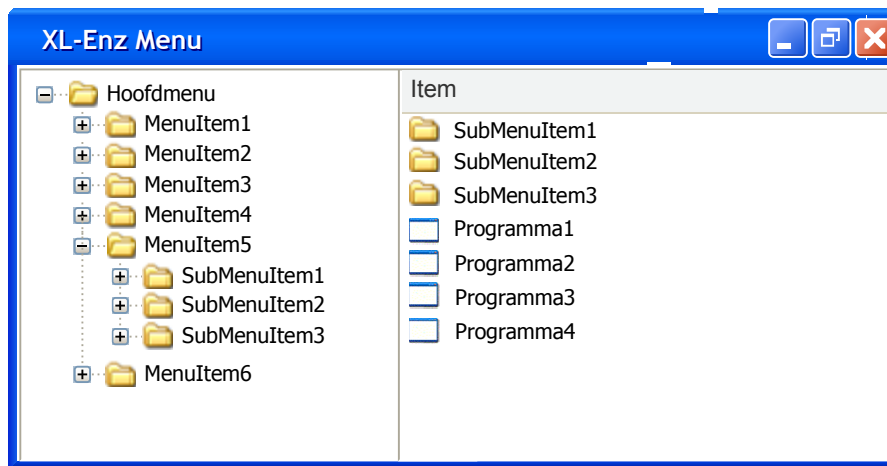 XL-Enz Menu
Hoofdmenu
MenuItem1
MenuItem2
MenuItem3
MenuItem4
MenuItem5
SubMenuItem1
SubMenuItem2
SubMenuItem3
MenuItem6
Item
SubMenuItem1
SubMenuItem2
SubMenuItem3
Programma1
Programma2
Programma3
Programma4